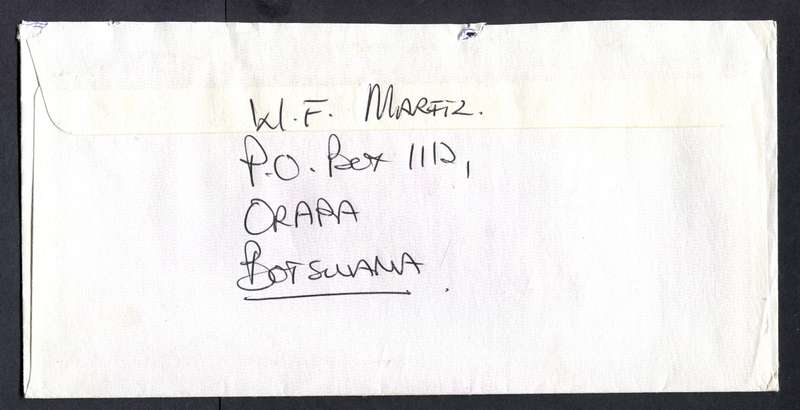 W.F. MARTIZ.
P.O. Box 1112,
ORAPA
BOTSWANA.